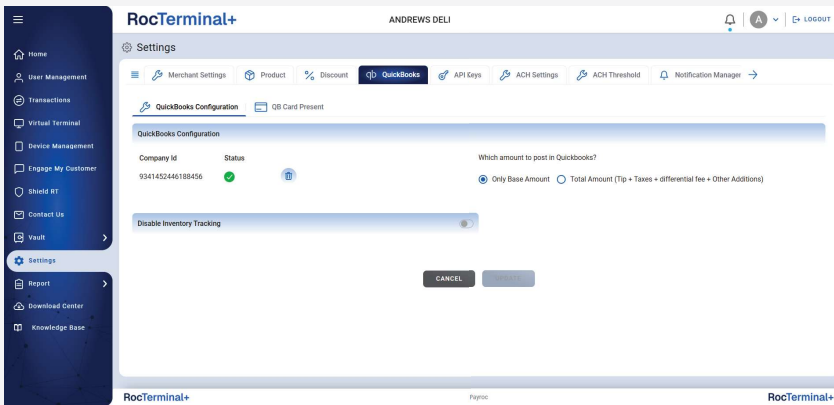 RocTerminal+
ANDREWS DELI
A
LOGOUT
Settings
Home
User Management
Transactions
Virtual Terminal
Device Management
Engage My Customer
Shield RT
Contact Us
Vault
Settings
Report
Download Center
Knowledge Base
Merchant Settings
Product
Discount
qb QuickBooks
API Keys
ACH Settings
ACH Threshold
Notification Manager
QuickBooks Configuration
QB Card Present
QuickBooks Configuration
Company Id Status
9341452446188456
Which amount to post in Quickbooks?
Only Base Amount Total Amount (Tip + Taxes + differential fee + Other Additions)
Disable Inventory Tracking
CANCEL UPDATE
RocTerminal+ Payroc RocTerminal+